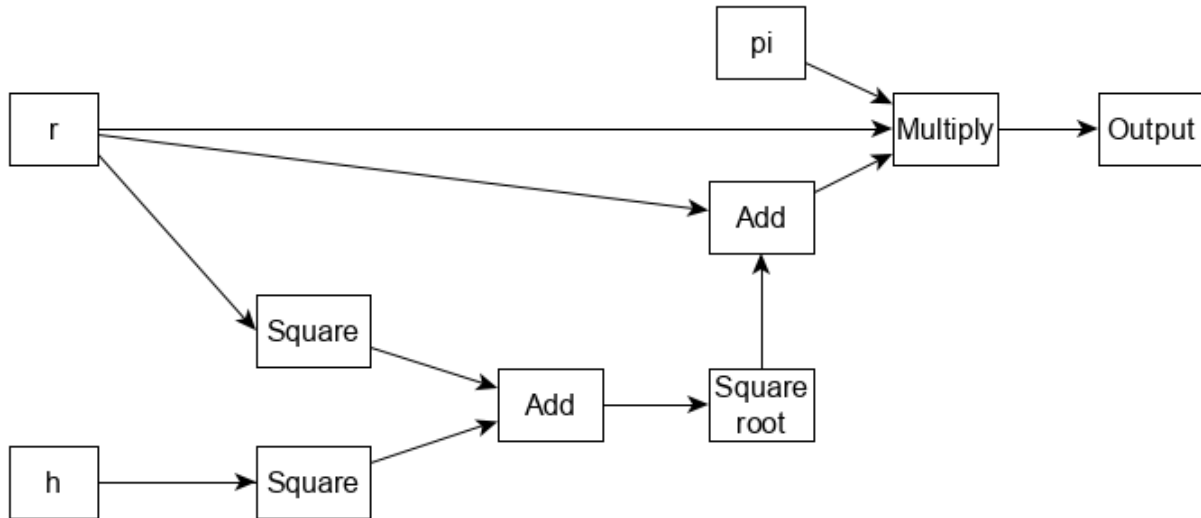 pi
r
Multiply
Output
Add
Square
Add
Square
root
h
Square